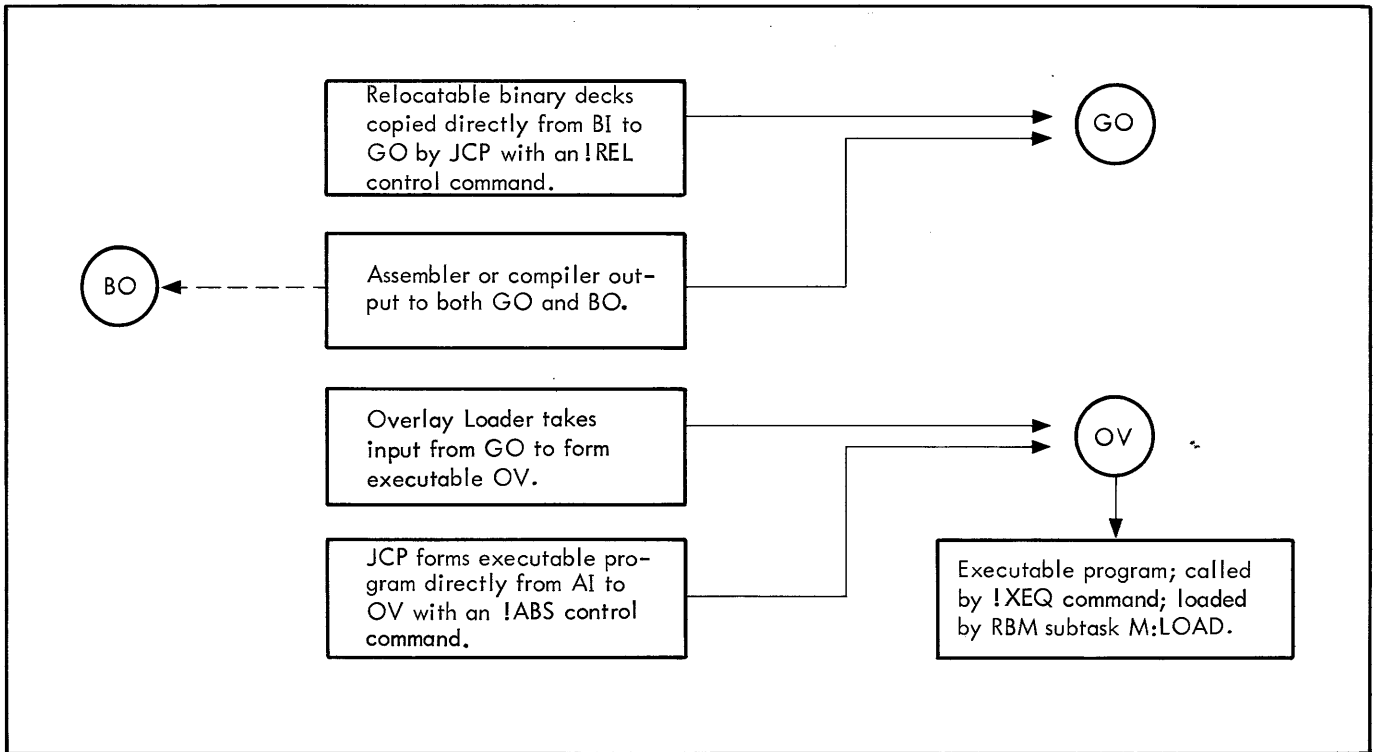 Relocatable binary decks
copied directly from BI to
GO by JCP with an !REL
control command.
GO
BO
Assembler or compiler out-
put to both GO and BO.
Overlay Loader takes
input from GO to form
executable OV.
OV
JCP forms executable pro-
gram directly from AI to
OV with an !ABS control
command.
Executable program; called
by !XEQ command; loaded
by RBM subtask M:LOAD.